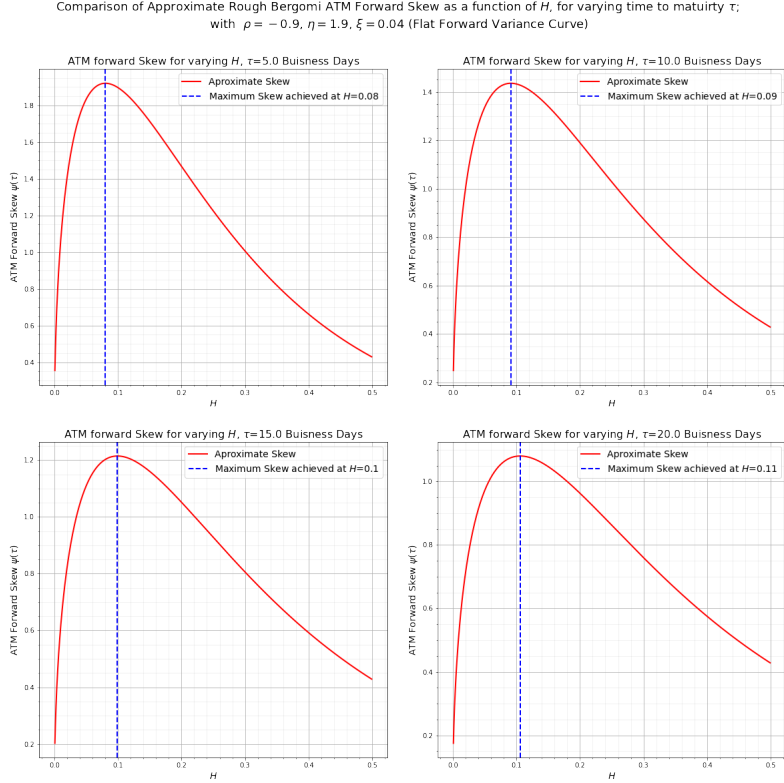 Comparison of Approximate Rough Bergomi ATM Forward Skew as a function of H, for varying time to matuirty τ;
with ρ = −0.9, η = 1.9, ξ = 0.04 (Flat Forward Variance Curve)
ATM forward Skew for varying H, τ=5.0 Buisness Days
Aproximate Skew
Maximum Skew achieved at H=0.08
ATM Forward Skew ψ(τ)
1.8
1.6
1.4
1.2
1.0
0.8
0.6
0.4
0.0 0.1 0.2 0.3 0.4 0.5
H
ATM forward Skew for varying H, τ=10.0 Buisness Days
Aproximate Skew
Maximum Skew achieved at H=0.09
ATM Forward Skew ψ(τ)
1.4
1.2
1.0
0.8
0.6
0.4
0.2
0.0 0.1 0.2 0.3 0.4 0.5
H
ATM forward Skew for varying H, τ=15.0 Buisness Days
Aproximate Skew
Maximum Skew achieved at H=0.1
ATM Forward Skew ψ(τ)
1.2
1.0
0.8
0.6
0.4
0.2
0.0 0.1 0.2 0.3 0.4 0.5
H
ATM forward Skew for varying H, τ=20.0 Buisness Days
Aproximate Skew
Maximum Skew achieved at H=0.11
ATM Forward Skew ψ(τ)
1.0
0.8
0.6
0.4
0.2
0.0 0.1 0.2 0.3 0.4 0.5
H